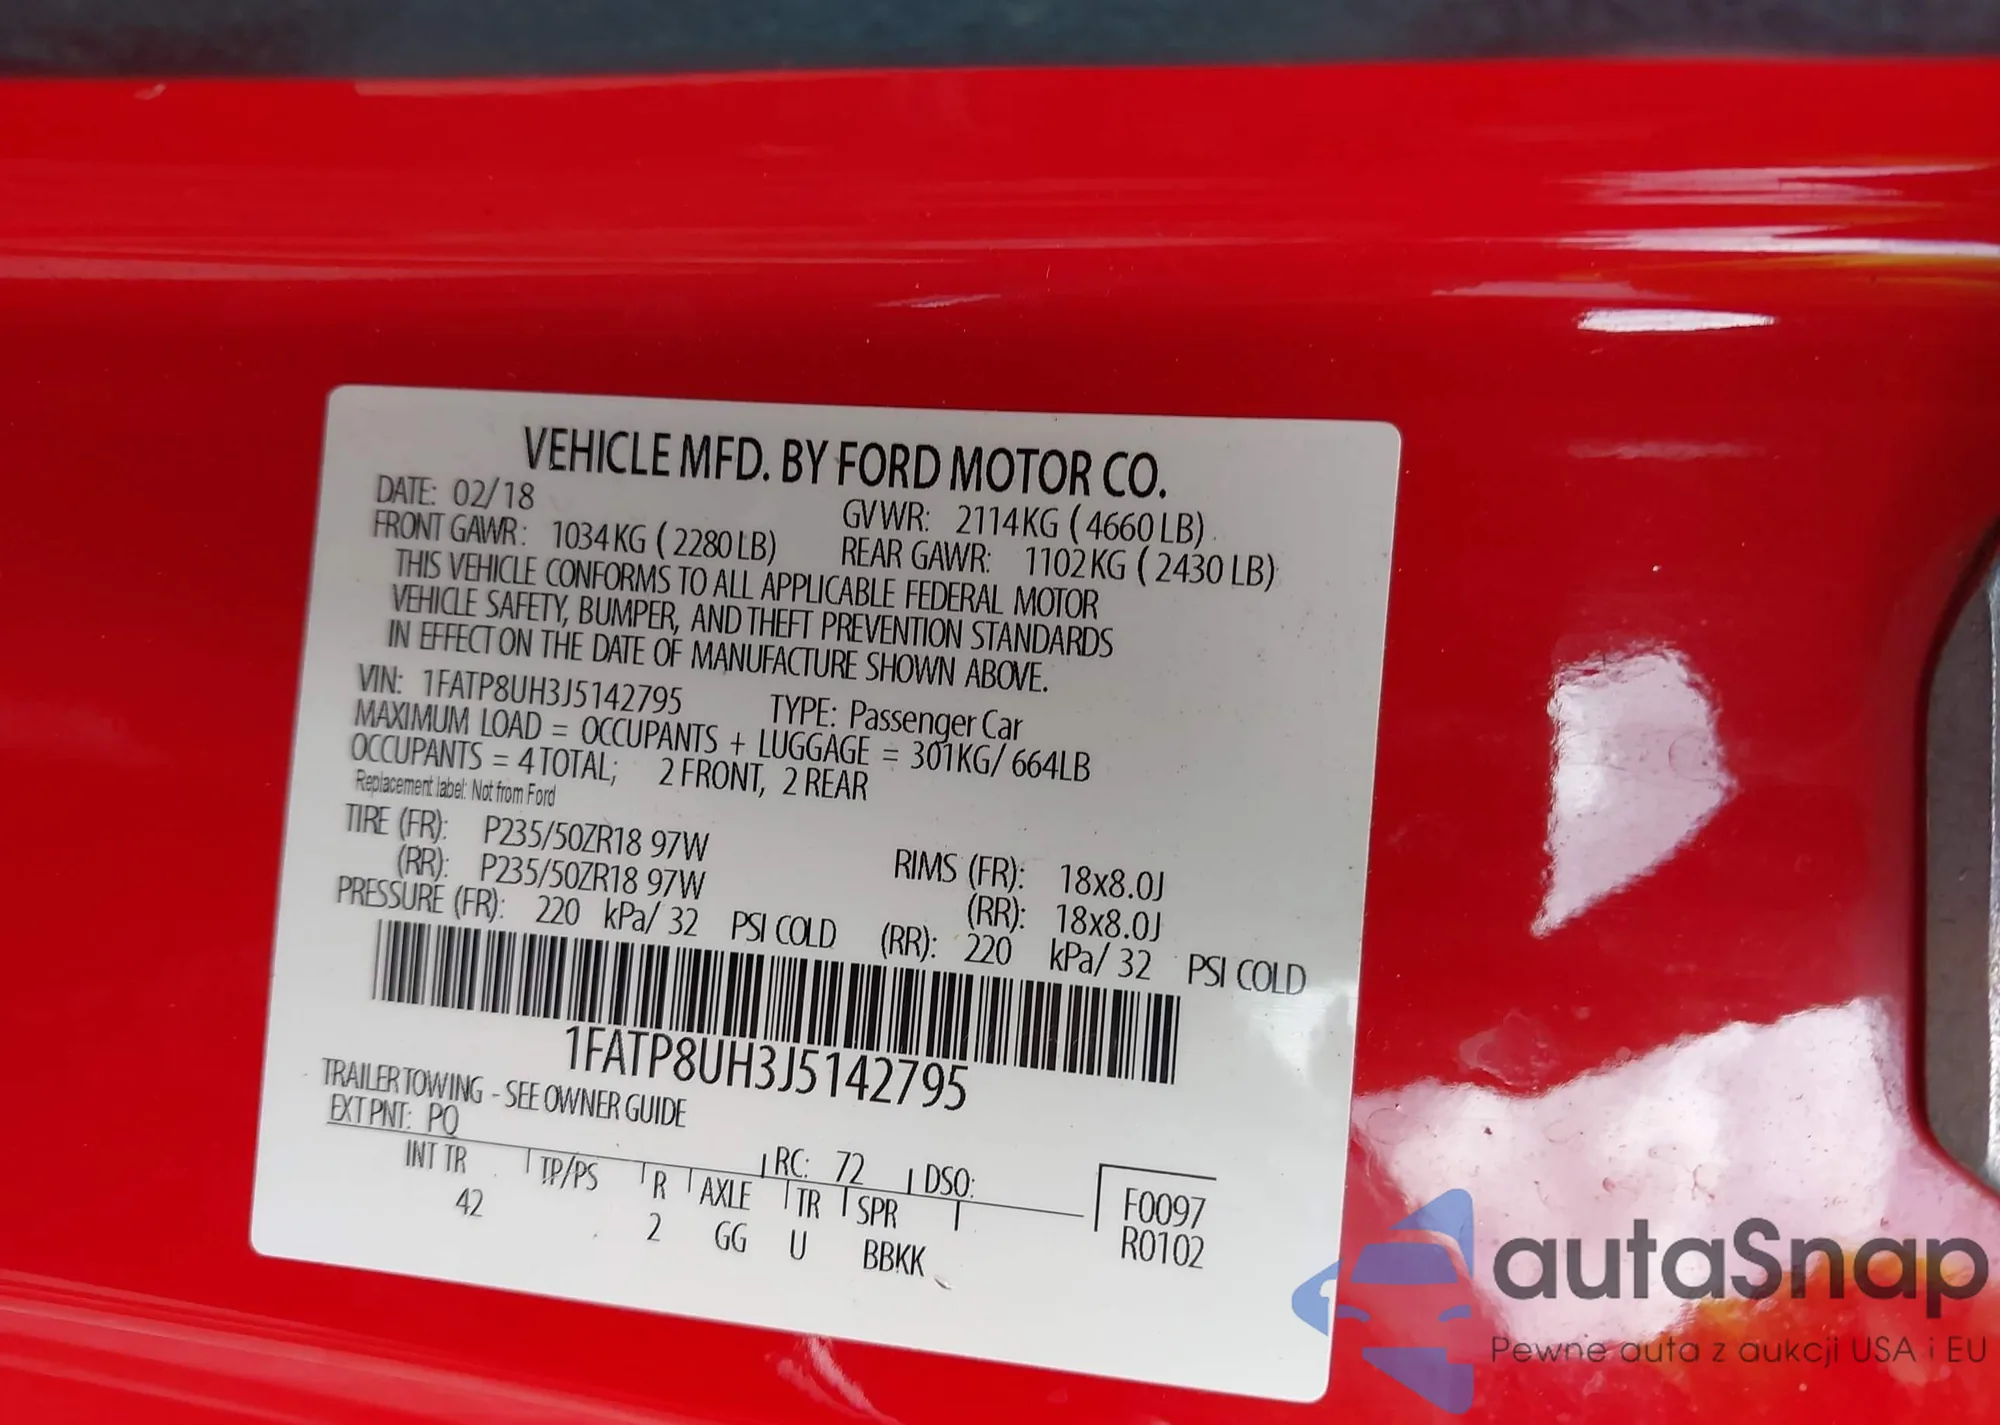 VEHICLE MFD. BY FORD MOTOR CO.
DATE: 02/18
GVWR: 2114KG (4660LB)
FRONT GAWR: 1034KG (2280LB)
REAR GAWR: 1102KG (2430LB)
THIS VEHICLE CONFORMS TO ALL APPLICABLE FEDERAL MOTOR
VEHICLE SAFETY, BUMPER, AND THEFT PREVENTION STANDARDS
IN EFFECT ON THE DATE OF MANUFACTURE SHOWN ABOVE.
VIN: 1FATP8UH3J5142795 TYPE: Passenger Car
MAXIMUM LOAD = OCCUPANTS + LUGGAGE = 301KG/ 664LB
OCCUPANTS = 4 TOTAL; 2 FRONT, 2 REAR
Replacement label: Not from Ford
TIRE (FR): P235/50ZR18 97W RIMS (FR): 18x8.0J
(RR): P235/50ZR18 97W (RR): 18x8.0J
PRESSURE (FR): 220 kPa/ 32 PSI COLD (RR): 220 kPa/ 32 PSI COLD
1FATP8UH3J5142795
TRAILER TOWING - SEE OWNER GUIDE
EXT PNT: PQ RC: 72 DSO:
INT TR TP/PS R AXLE TR SPR
42 2 GG U BBKK
F0097
R0102
autaSnap
Pewne auta z aukcji USA i EU